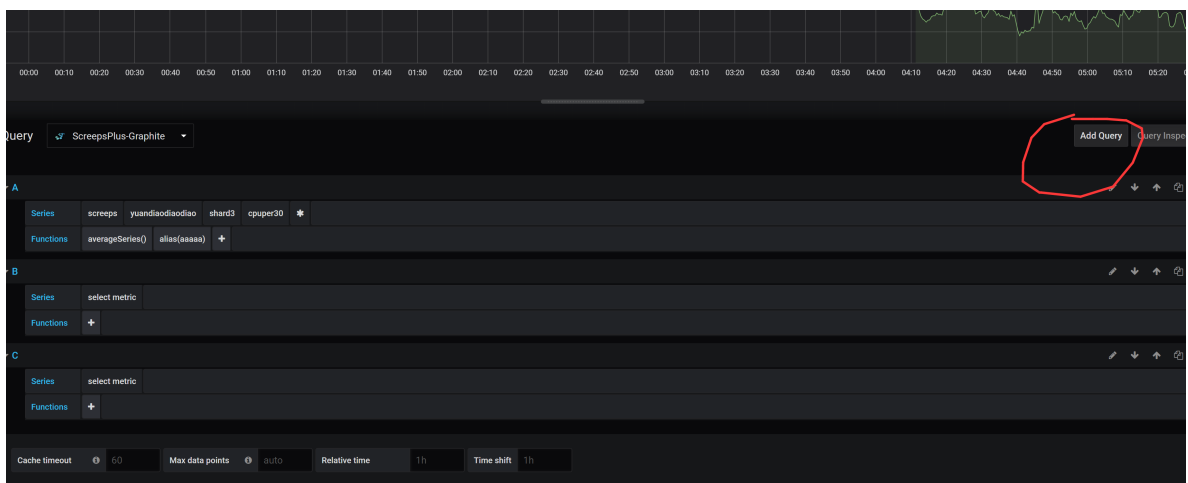 00:00 00:10 00:20 00:30 00:40 00:50 01:00 01:10 01:20 01:30 01:40 01:50 02:00 02:10 02:20 02:30 02:40 02:50 03:00 03:10 03:20 03:30 03:40 03:50 04:00 04:10 04:20 04:30 04:40 04:50 05:00 05:10 05:20
Query ScreepsPlus-Graphite Add Query Query Inspe
A
Series screeps yuandiaodiaodiao shard3 cpuper30 *
Functions averageSeries() alias(aaaaa) +
B
Series select metric
Functions +
C
Series select metric
Functions +
Cache timeout 60 Max data points auto Relative time 1h Time shift 1h